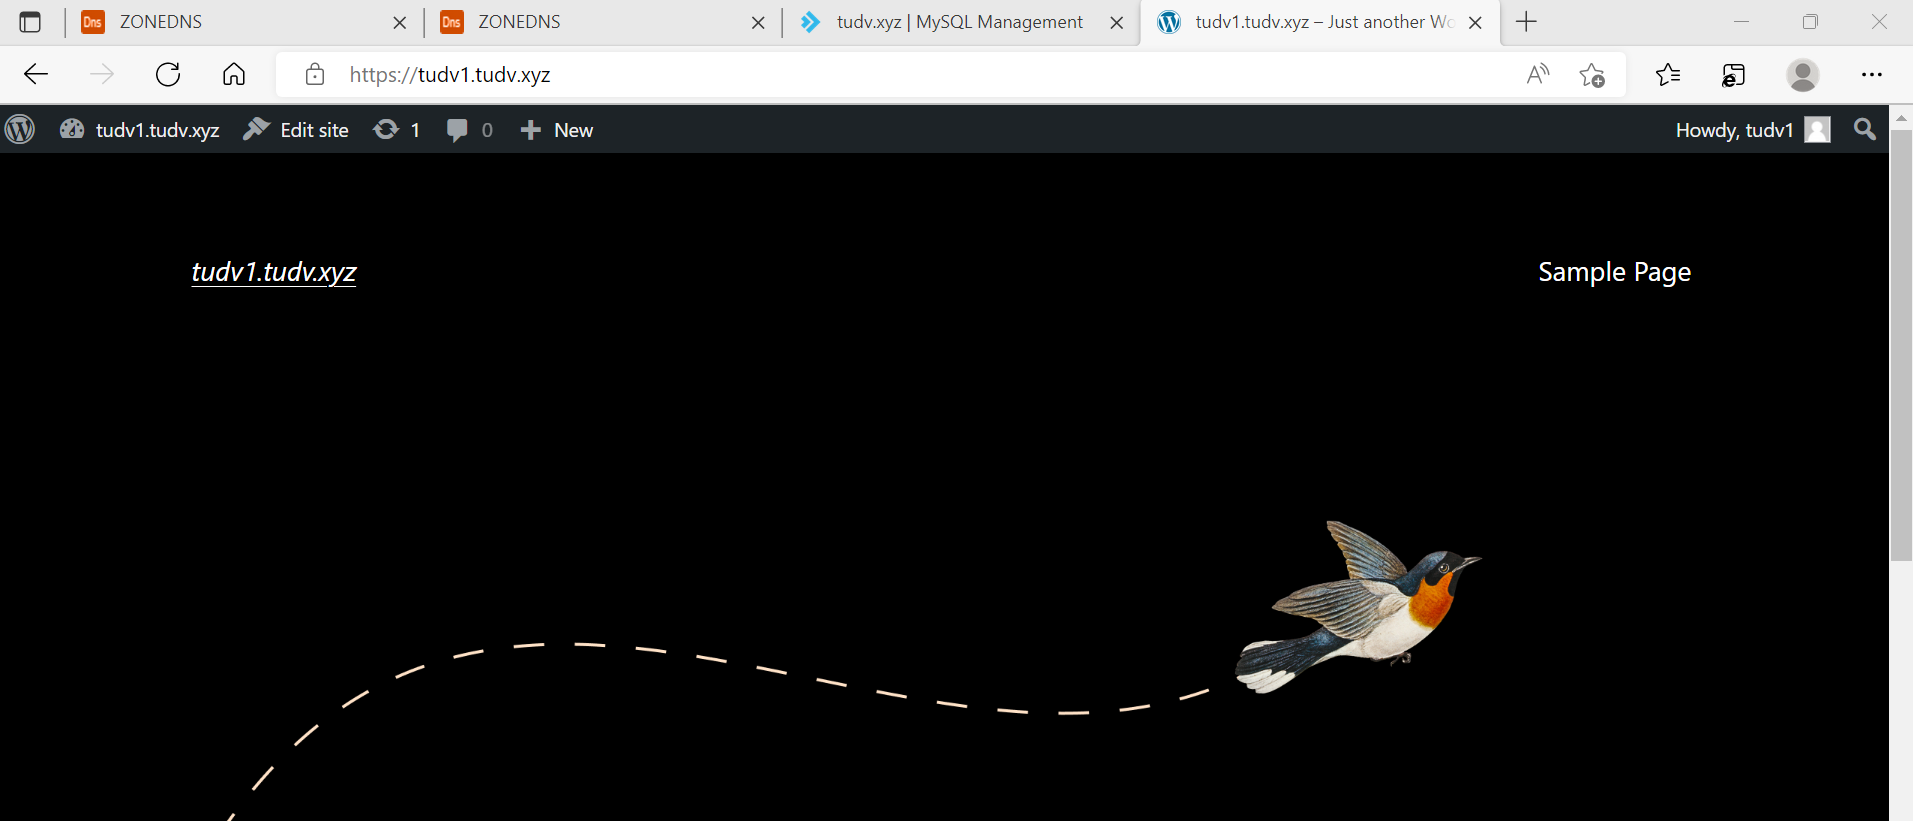 Dns ZONEDNS
Dns ZONEDNS
tudv.xyz | MySQL Management
tudv1.tudv.xyz – Just another Wo
https://tudv1.tudv.xyz
tudv1.tudv.xyz Edit site 1 0 New Howdy, tudv1
tudv1.tudv.xyz Sample Page